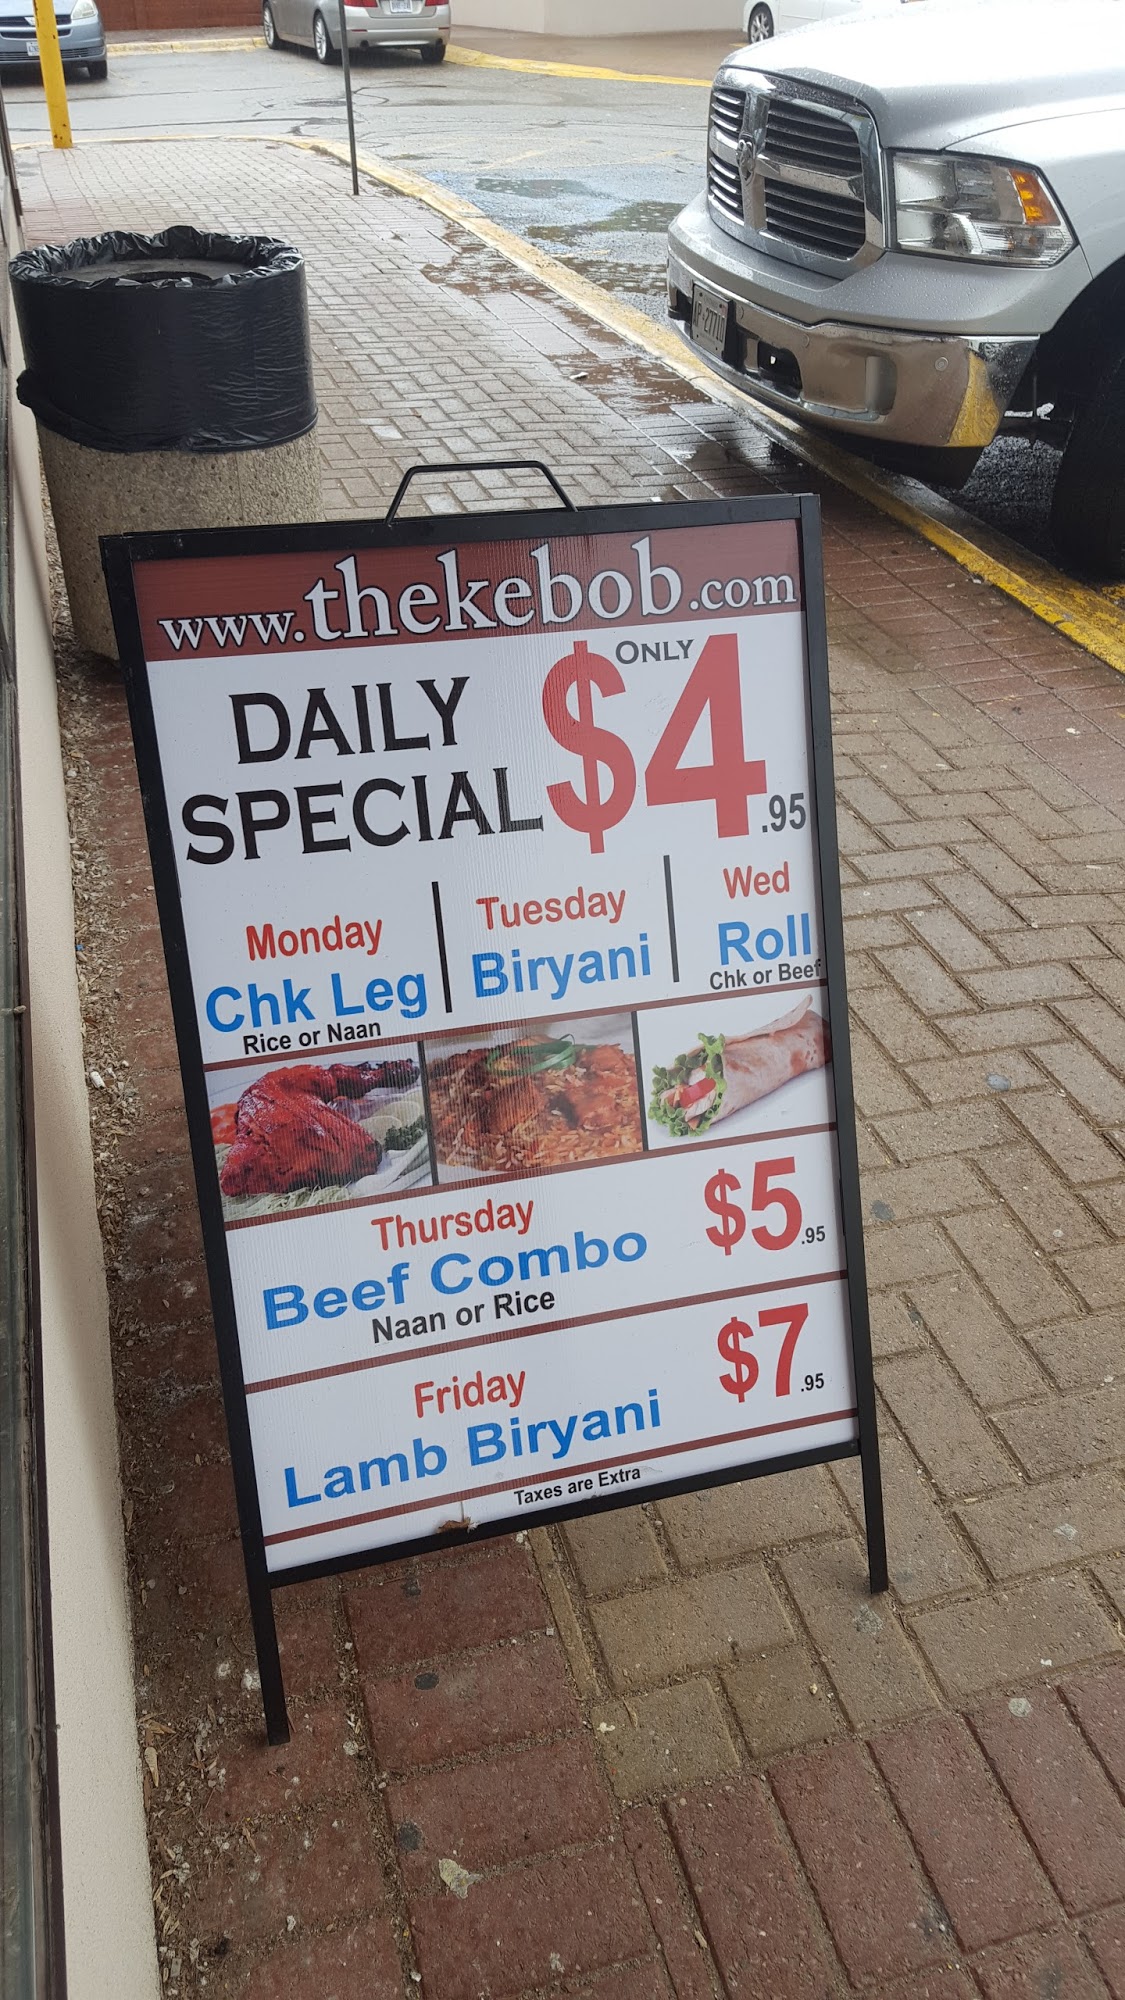 www.thekebob.com
DAILY
SPECIAL
ONLY
$4.95
Monday
Chk Leg
Rice or Naan
Tuesday
Biryani
Wed
Roll
Chk or Beef
Thursday
Beef Combo
Naan or Rice
$5.95
Friday
Lamb Biryani
$7.95
Taxes are Extra